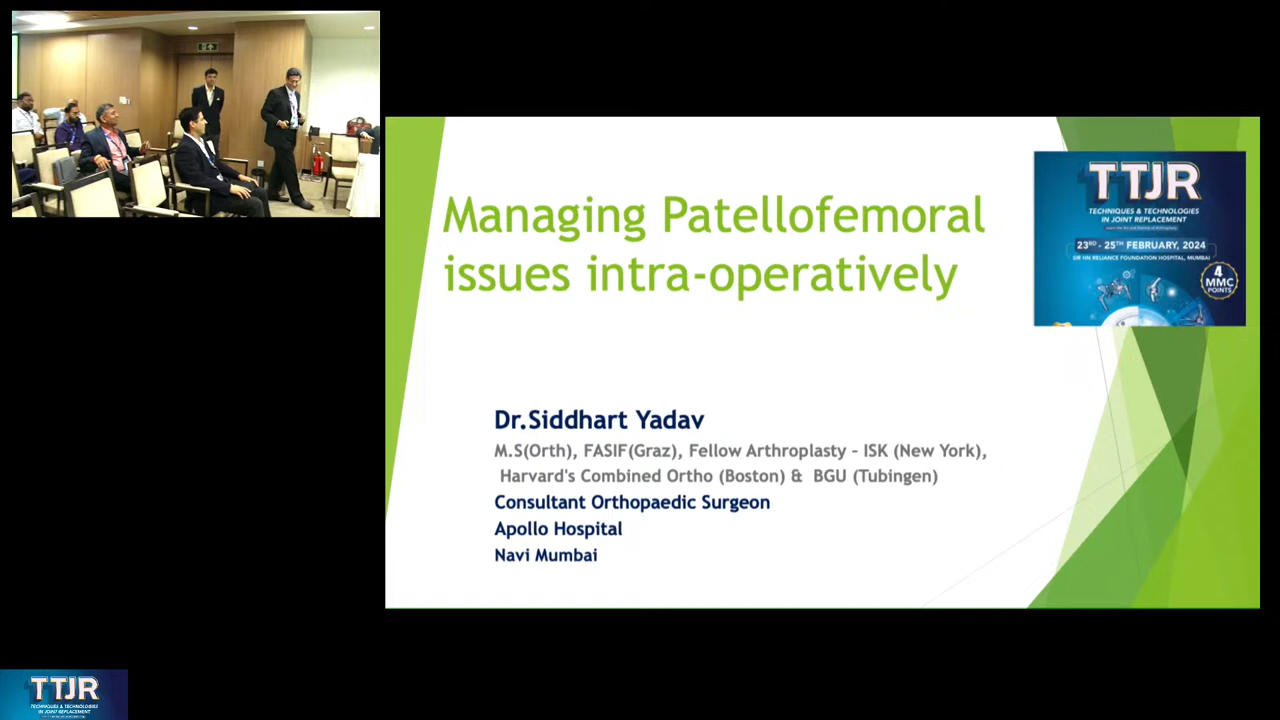 Managing Patellofemoral
issues intra-operatively
TTJR
TECHNIQUES & TECHNOLOGIES
IN JOINT REPLACEMENT
23RD - 25TH FEBRUARY, 2024
SIR HN RELIANCE FOUNDATION HOSPITAL, MUMBAI
4
MMC
POINTS
Dr.Siddhart Yadav
M.S(Orth), FASIF(Graz), Fellow Arthroplasty – ISK (New York),
Harvard's Combined Ortho (Boston) & BGU (Tubingen)
Consultant Orthopaedic Surgeon
Apollo Hospital
Navi Mumbai
TTJR
TECHNIQUES & TECHNOLOGIES
IN JOINT REPLACEMENT